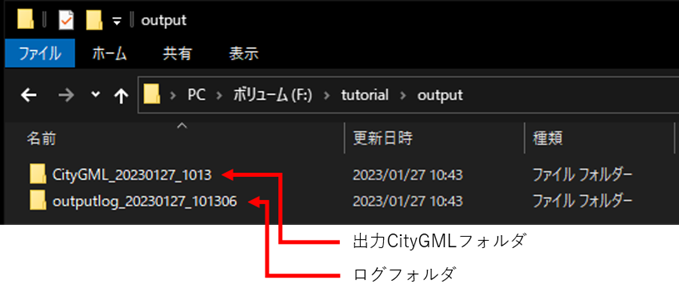 output
ファイル ホーム 共有 表示
PC ボリューム (F:) tutorial output
名前 更新日時 種類
CityGML_20230127_1013 2023/01/27 10:43 ファイル フォルダー
outputlog_20230127_101306 2023/01/27 10:43 ファイル フォルダー
出力CityGMLフォルダ
ログフォルダ